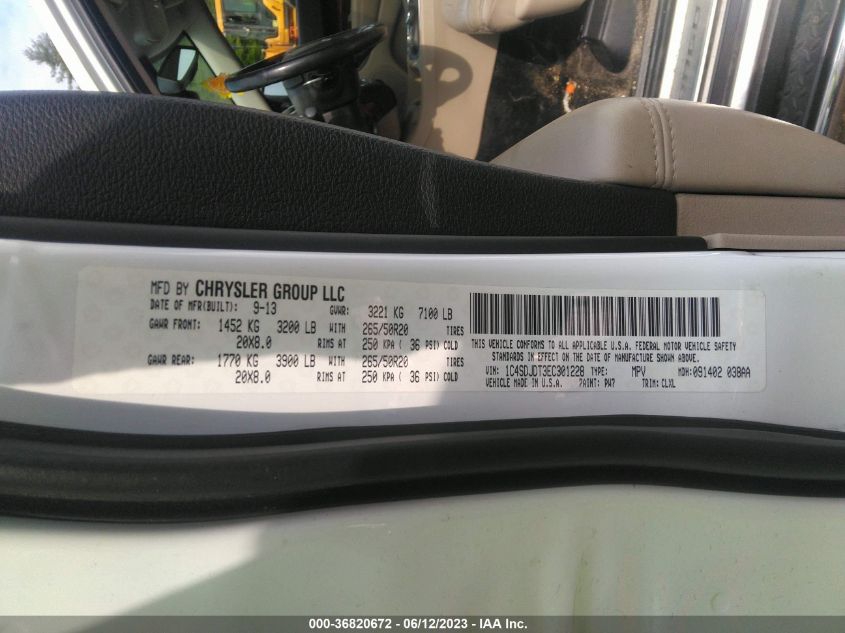 MFD BY CHRYSLER GROUP LLC
DATE OF MFR(BUILT): 9-13 GVWR: 3221 KG 7100 LB
GAWR FRONT: 1452 KG 3200 LB WITH 265/50R20 TIRES
20X8.0 RIMS AT 250 KPA ( 36 PSI) COLD
GAWR REAR: 1770 KG 3900 LB WITH 265/50R20 TIRES
20X8.0 RIMS AT 250 KPA ( 36 PSI) COLD
THIS VEHICLE CONFORMS TO ALL APPLICABLE U.S.A. FEDERAL MOTOR VEHICLE SAFETY
STANDARDS IN EFFECT ON THE DATE OF MANUFACTURE SHOWN ABOVE.
VIN: 1C4SDJDT3EC301228 TYPE: MPV MDH:091402 038AA
VEHICLE MADE IN U.S.A. PAINT: PW7 TRIM: CLXL
000-36820672 - 06/12/2023 - IAA Inc.